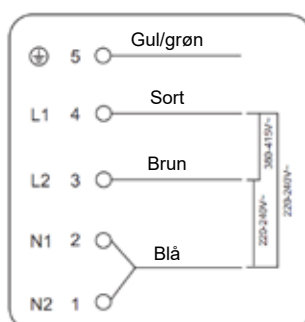 Gul/grøn
5
Sort
L1 4
Brun
L2 3
380-415V~
220-240V~
220-240V~
N1 2
Blå
N2 1